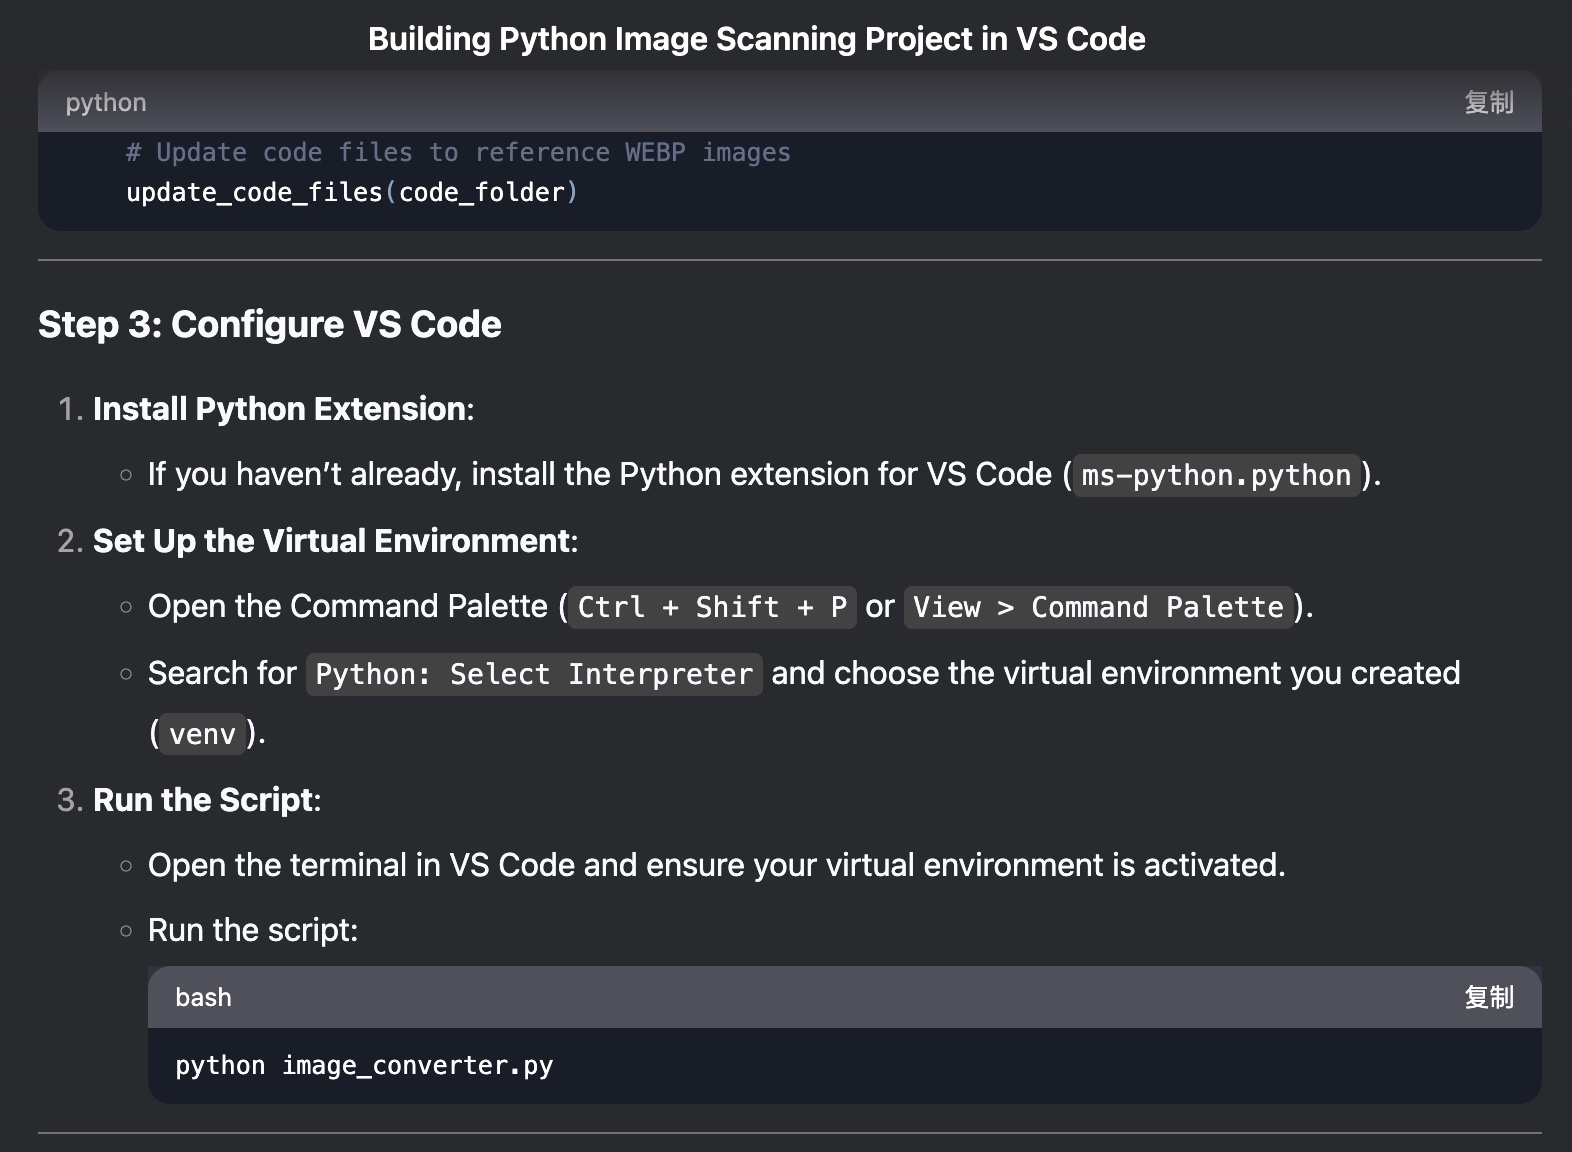 Building Python Image Scanning Project in VS Code
python
复制
# Update code files to reference WEBP images
update_code_files(code_folder)
Step 3: Configure VS Code
1. Install Python Extension:
If you haven’t already, install the Python extension for VS Code (ms-python.python).
2. Set Up the Virtual Environment:
Open the Command Palette (Ctrl + Shift + P or View > Command Palette).
Search for Python: Select Interpreter and choose the virtual environment you created
(venv).
3. Run the Script:
Open the terminal in VS Code and ensure your virtual environment is activated.
Run the script:
bash
复制
python image_converter.py